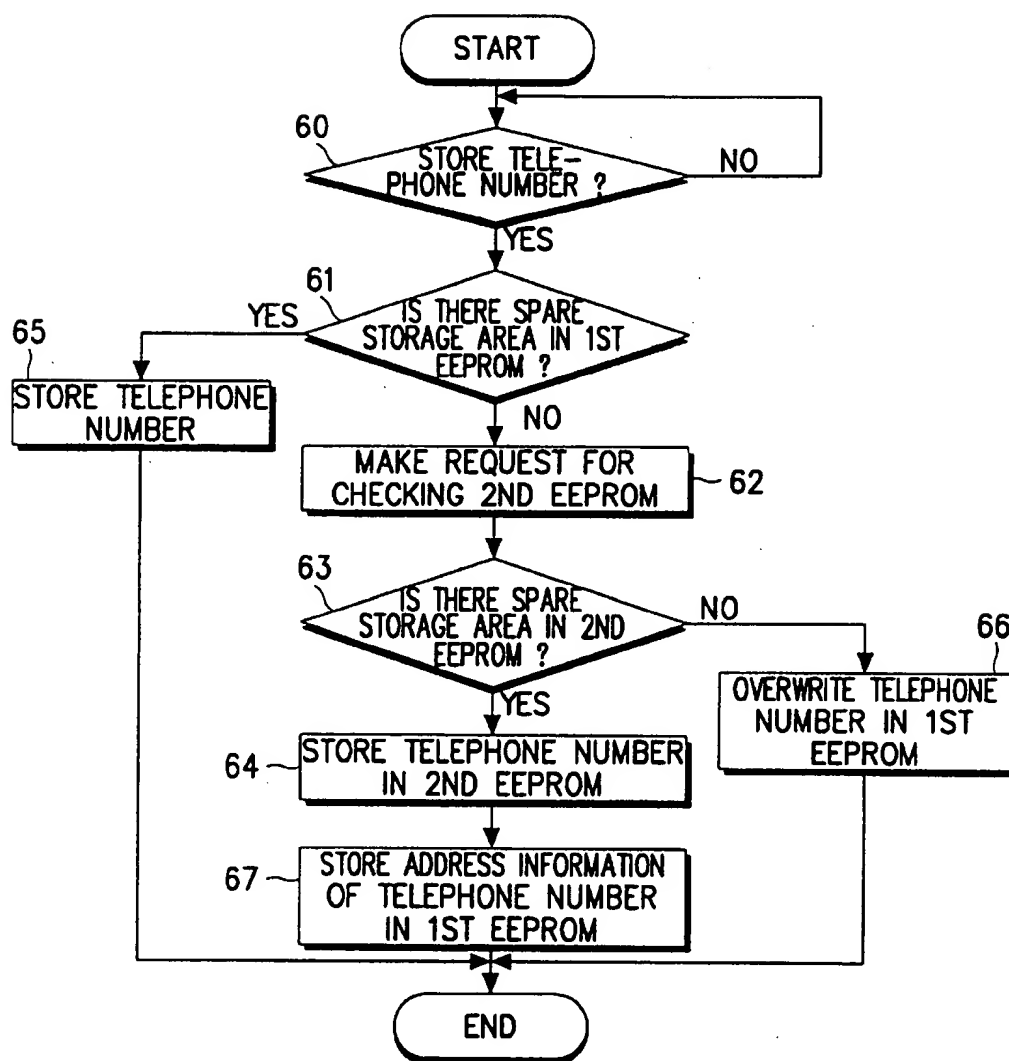 START
60
STORE TELE-
PHONE NUMBER ?
NO
YES
61
IS THERE SPARE
STORAGE AREA IN 1ST
EEPROM ?
YES
65
STORE TELEPHONE
NUMBER
NO
MAKE REQUEST FOR
CHECKING 2ND EEPROM
62
63
IS THERE SPARE
STORAGE AREA IN 2ND
EEPROM ?
NO
66
OVERWRITE TELEPHONE
NUMBER IN 1ST
EEPROM
YES
64
STORE TELEPHONE NUMBER
IN 2ND EEPROM
67
STORE ADDRESS INFORMATION
OF TELEPHONE NUMBER
IN 1ST EEPROM
END